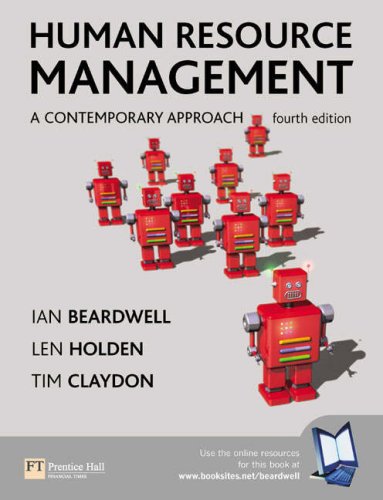 HUMAN RESOURCE
MANAGEMENT
A CONTEMPORARY APPROACH fourth edition
IAN BEARDWELL
LEN HOLDEN
TIM CLAYDON
FT Prentice Hall
FINANCIAL TIMES
Use the online resources
for this book at
www.booksites.net/beardwell